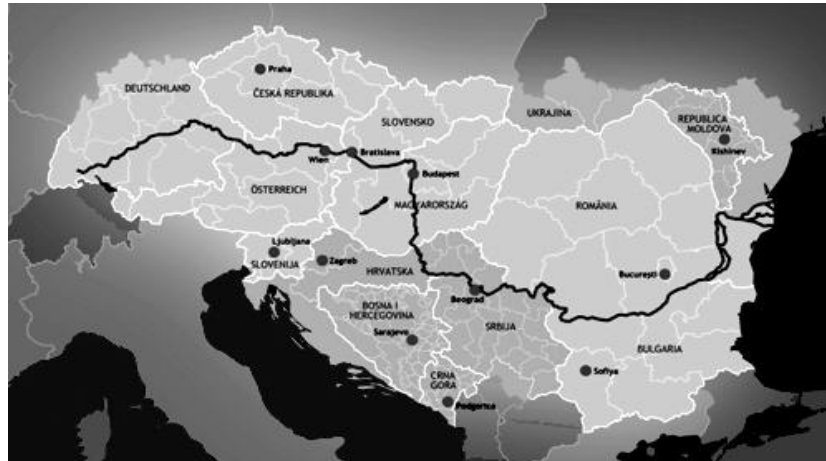 Praha
DEUTSCHLAND
ČESKÁ REPUBLIKA
SLOVENSKO
UKRAJINA
REPUBLICA
MOLDOVA
Kishinev
Wien
Bratislava
Budapest
ÖSTERREICH
MAGYARORSZÁG
ROMÂNIA
Ljubljana
SLOVENIJA
Zagreb
HRVATSKA
București
Beograd
BOSNA I
HERCEGOVINA
Sarajevo
SRBIJA
BULGARIA
CRNA
GORA
Sofiya
Podgorica